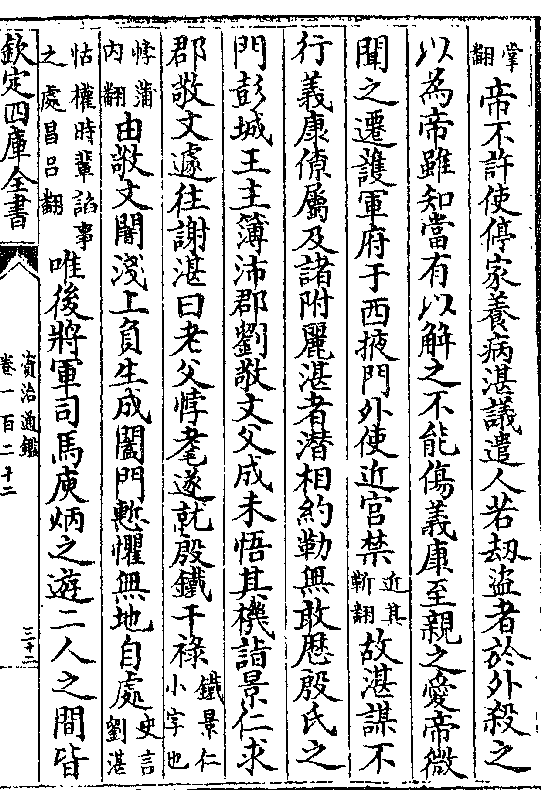 掌翻帝不許使停家養病湛議遣人若刼盜者於外殺之
以為帝雖知當有以解之不能傷義康至親之愛帝微
聞之遷護軍府于西掖門外使近宫禁近其靳翻故湛謀不
行義康僚屬及諸附麗湛者潜相約勒無敢厯殷氏之
門彭城王主簿沛郡劉敬文父成未悟其機詣景仁求
郡敬文遽往謝湛曰老父悖耄遂就殷鐵干禄鐵景仁小字也
悖蒲内翻由敬文闇淺上負生成闔門慙懼無地自處史言劉湛
怙權時輩諂事之處昌呂翻唯後將軍司馬庾炳之遊二人之間皆
欽定四庫全書
資治通鑑
卷一百二十二
三十二